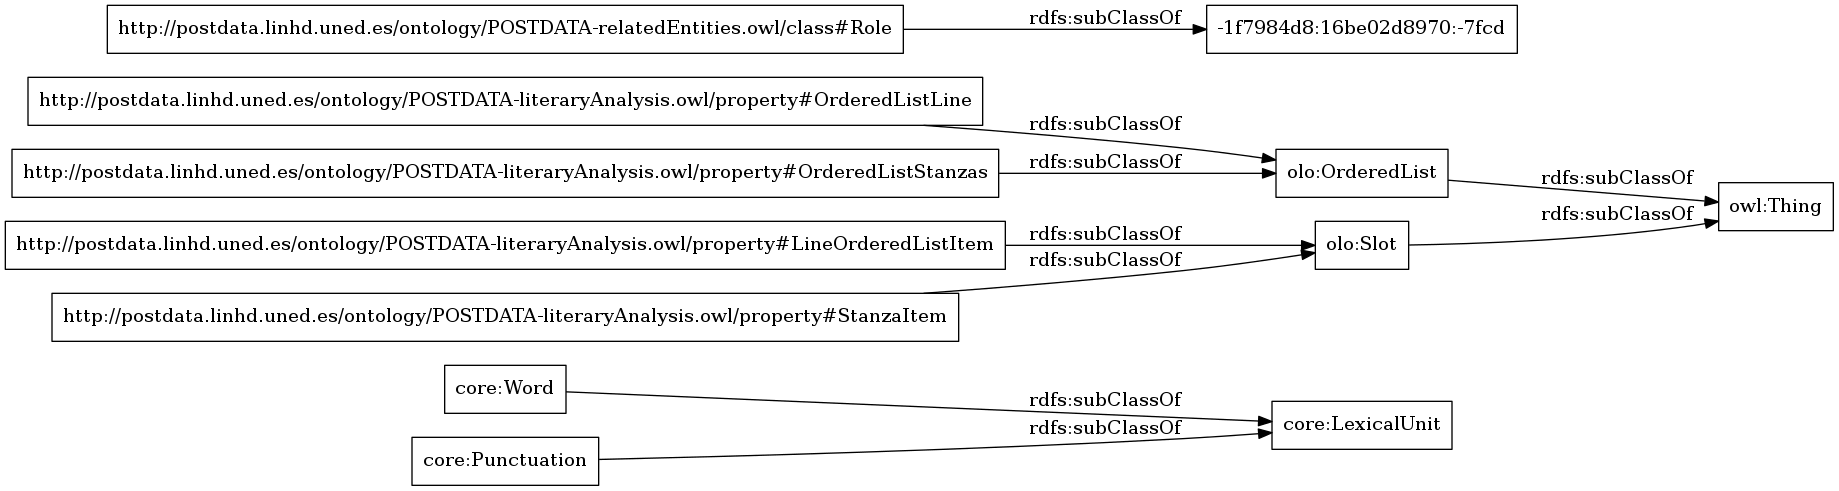 http://postdata.linhd.uned.es/ontology/POSTDATA-relatedEntities.owl/class#Role
rdfs:subClassOf
-1f7984d8:16be02d8970:-7fcd
http://postdata.linhd.uned.es/ontology/POSTDATA-literaryAnalysis.owl/property#OrderedListLine
rdfs:subClassOf
http://postdata.linhd.uned.es/ontology/POSTDATA-literaryAnalysis.owl/property#OrderedListStanzas
rdfs:subClassOf
olo:OrderedList
rdfs:subClassOf
owl:Thing
http://postdata.linhd.uned.es/ontology/POSTDATA-literaryAnalysis.owl/property#LineOrderedListItem
rdfs:subClassOf
olo:Slot
rdfs:subClassOf
rdfs:subClassOf
http://postdata.linhd.uned.es/ontology/POSTDATA-literaryAnalysis.owl/property#StanzaItem
core:Word
rdfs:subClassOf
core:LexicalUnit
rdfs:subClassOf
core:Punctuation